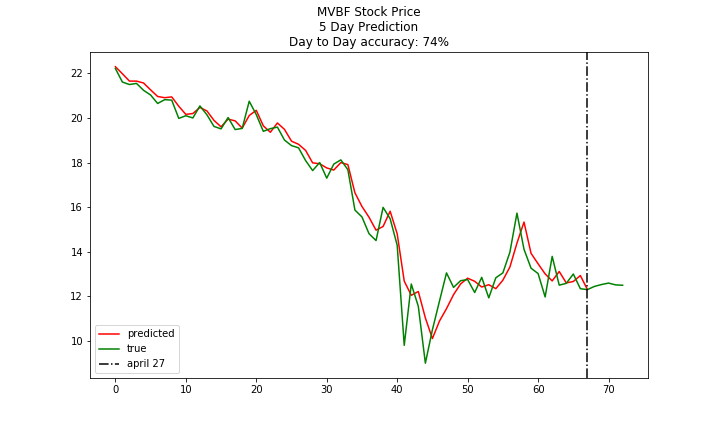 MVBF Stock Price
5 Day Prediction
Day to Day accuracy: 74%
22
20
18
16
14
12
10
predicted
true
april 27
0 10 20 30 40 50 60 70